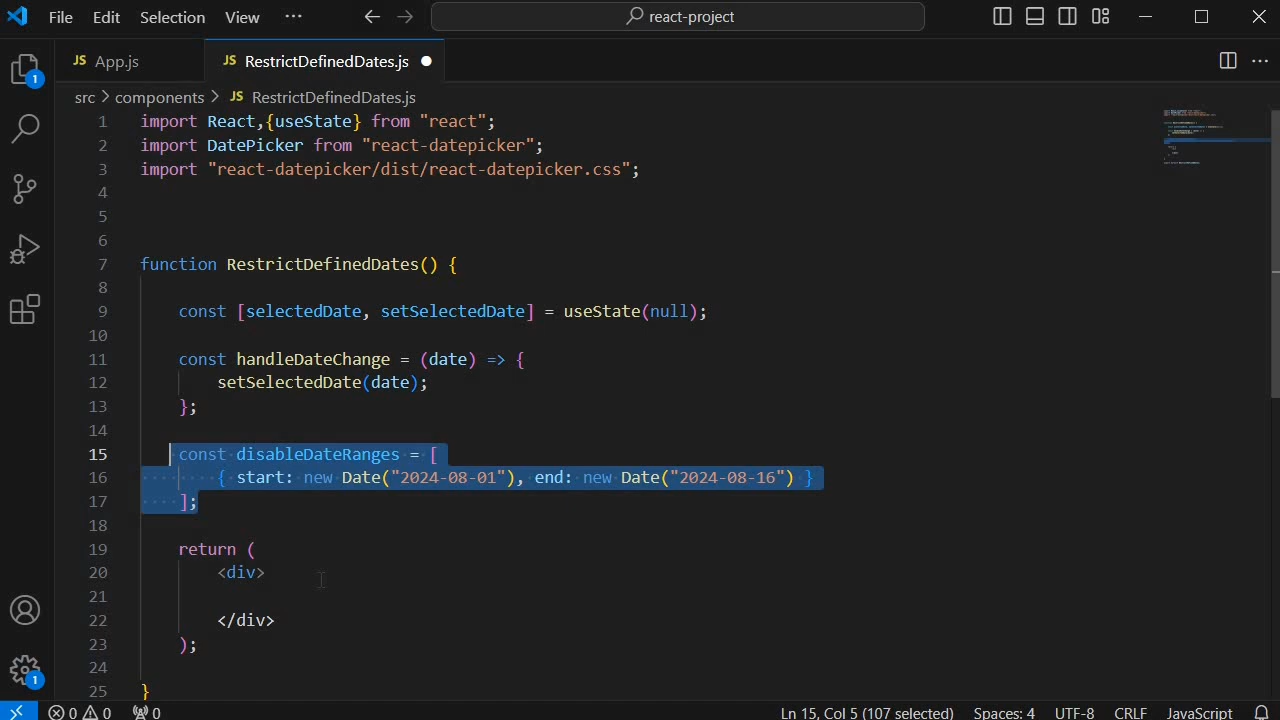 File Edit Selection View ··· react-project
JS App.js JS RestrictDefinedDates.js
src > components > JS RestrictDefinedDates.js
1 import React,{useState} from "react";
2 import DatePicker from "react-datepicker";
3 import "react-datepicker/dist/react-datepicker.css";
4
5
6
7 function RestrictDefinedDates() {
8
9 const [selectedDate, setSelectedDate] = useState(null);
10
11 const handleDateChange = (date) => {
12 setSelectedDate(date);
13 };
14
15 const disableDateRanges = [
16 { start: new Date("2024-08-01"), end: new Date("2024-08-16") }
17 ];
18
19 return (
20 <div>
21
22 </div>
23 );
24
25 }
1
1
0 0 0 Ln 15, Col 5 (107 selected) Spaces: 4 UTF-8 CRLF JavaScript